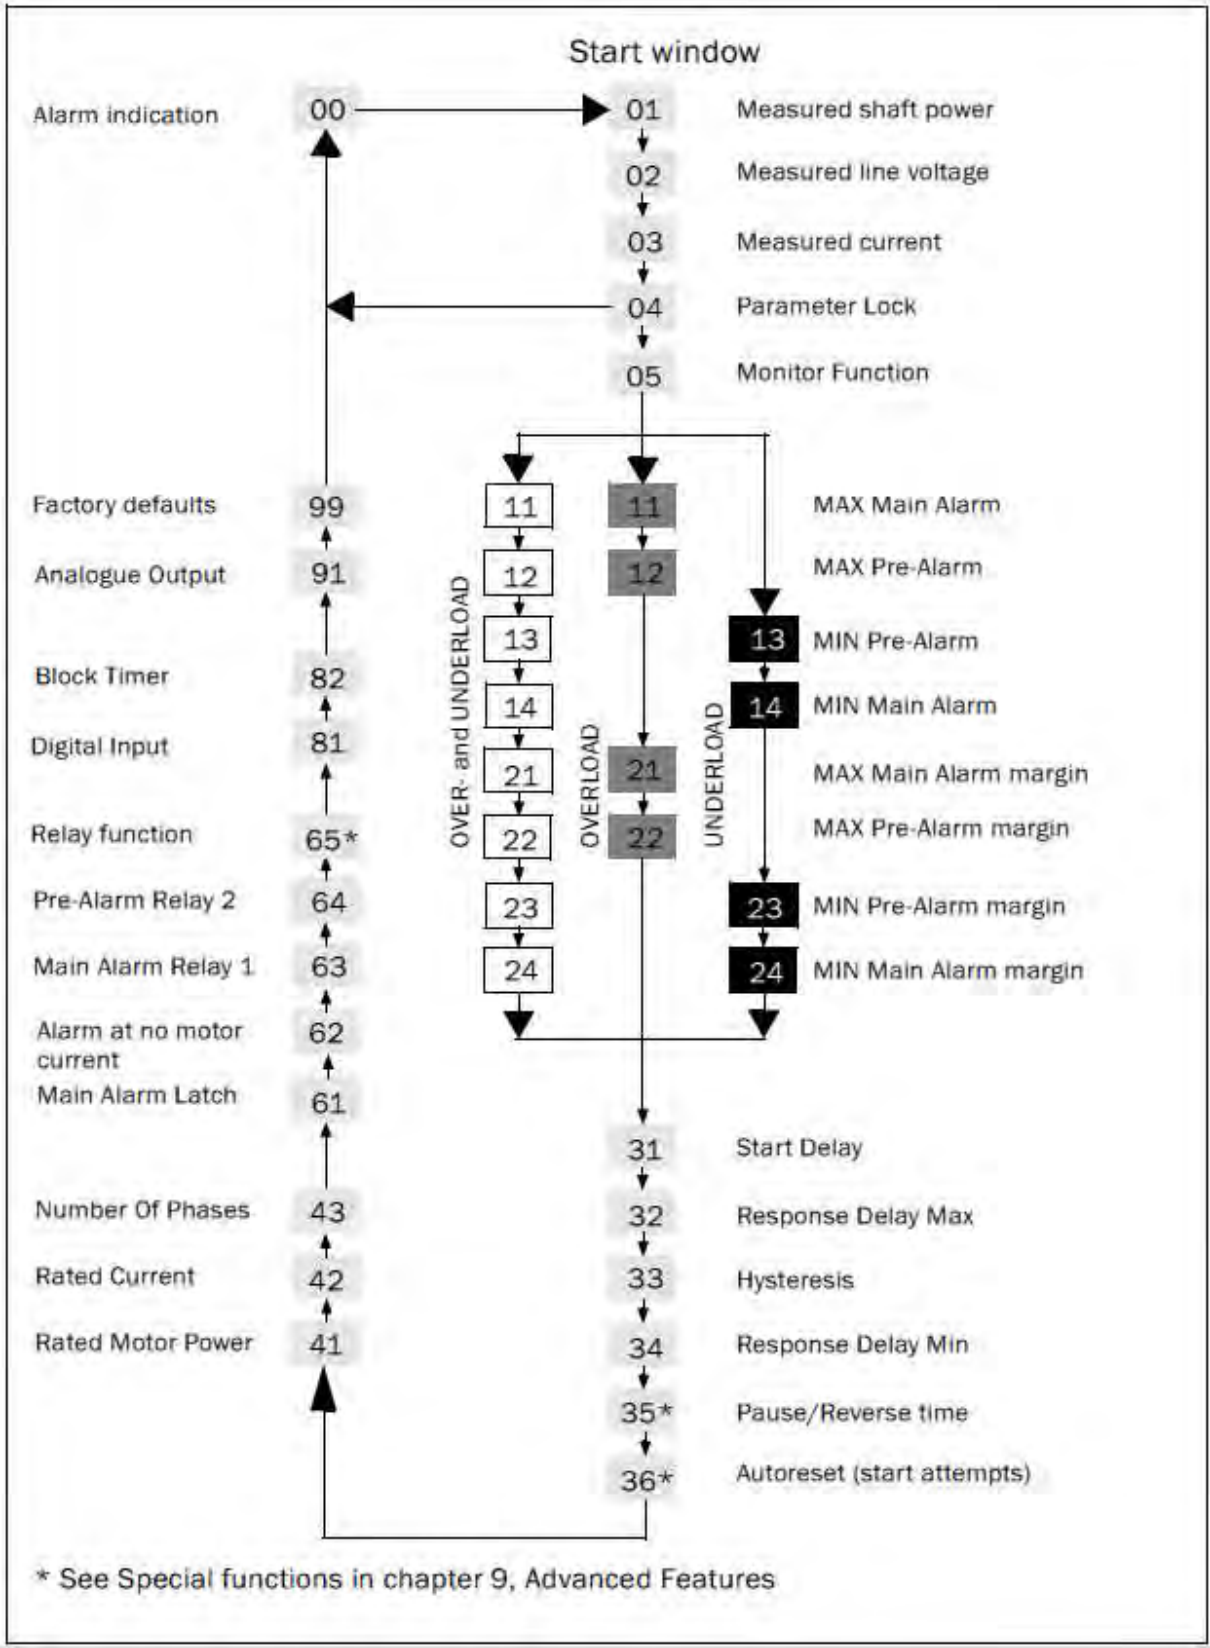 Start window
Alarm indication 00 01 Measured shaft power
02 Measured line voltage
03 Measured current
04 Parameter Lock
05 Monitor Function
Factory defaults 99 11 11 MAX Main Alarm
Analogue Output 91 12 12 MAX Pre-Alarm
13 13 MIN Pre-Alarm
Block Timer 82 14 14 MIN Main Alarm
Digital Input 81 21 21 MAX Main Alarm margin
OVER- and UNDERLOAD
OVERLOAD
UNDERLOAD
Relay function 65* 22 22 MAX Pre-Alarm margin
Pre-Alarm Relay 2 64 23 23 MIN Pre-Alarm margin
Main Alarm Relay 1 63 24 24 MIN Main Alarm margin
Alarm at no motor 62
current
Main Alarm Latch 61
31 Start Delay
Number Of Phases 43 32 Response Delay Max
Rated Current 42 33 Hysteresis
Rated Motor Power 41 34 Response Delay Min
35* Pause/Reverse time
36* Autoreset (start attempts)
* See Special functions in chapter 9, Advanced Features